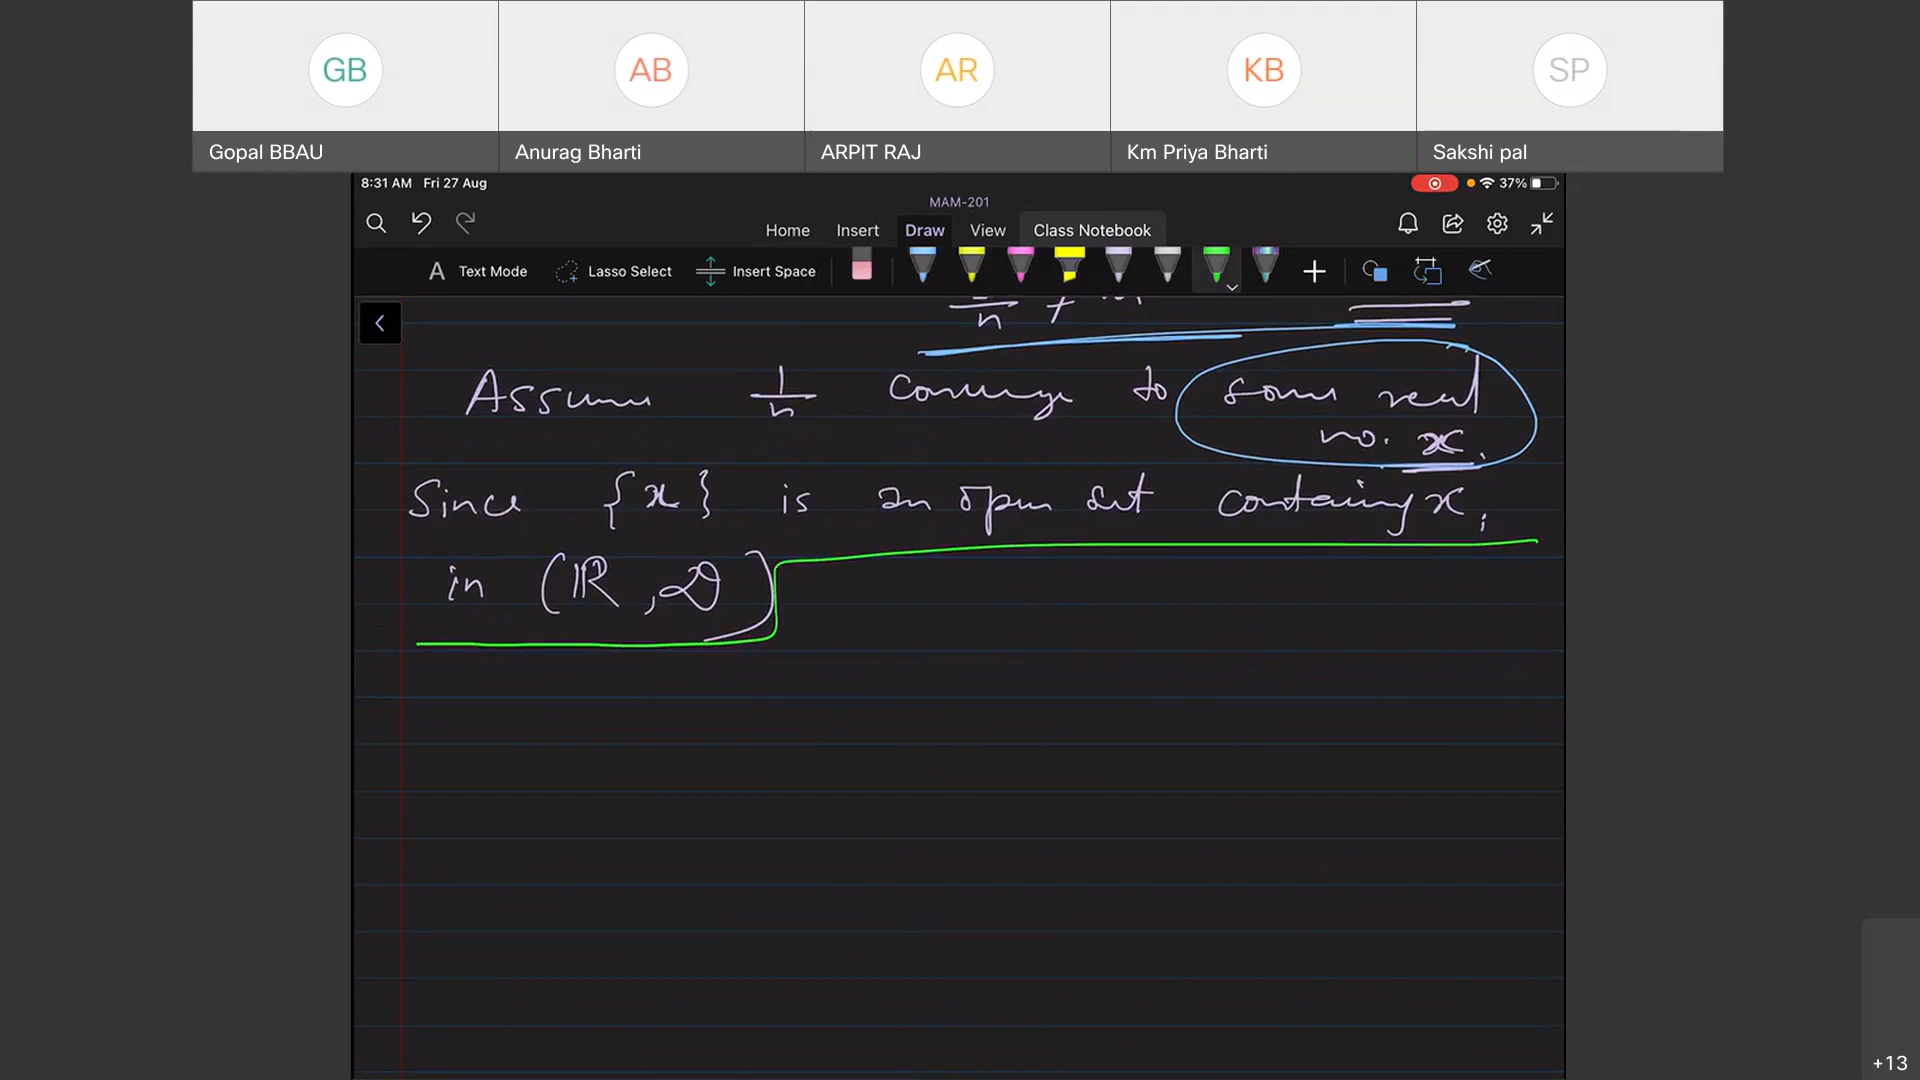 GB AB AR KB SP
Gopal BBAU Anurag Bharti ARPIT RAJ Km Priya Bharti Sakshi pal
8:31 AM Fri 27 Aug 37%
MAM-201
Home Insert Draw View Class Notebook
A Text Mode Lasso Select Insert Space
n
Assume 1/n converge to some real
no. x.
Since {x} is an open set containing x,
in (ℝ, 𝒟)
+13